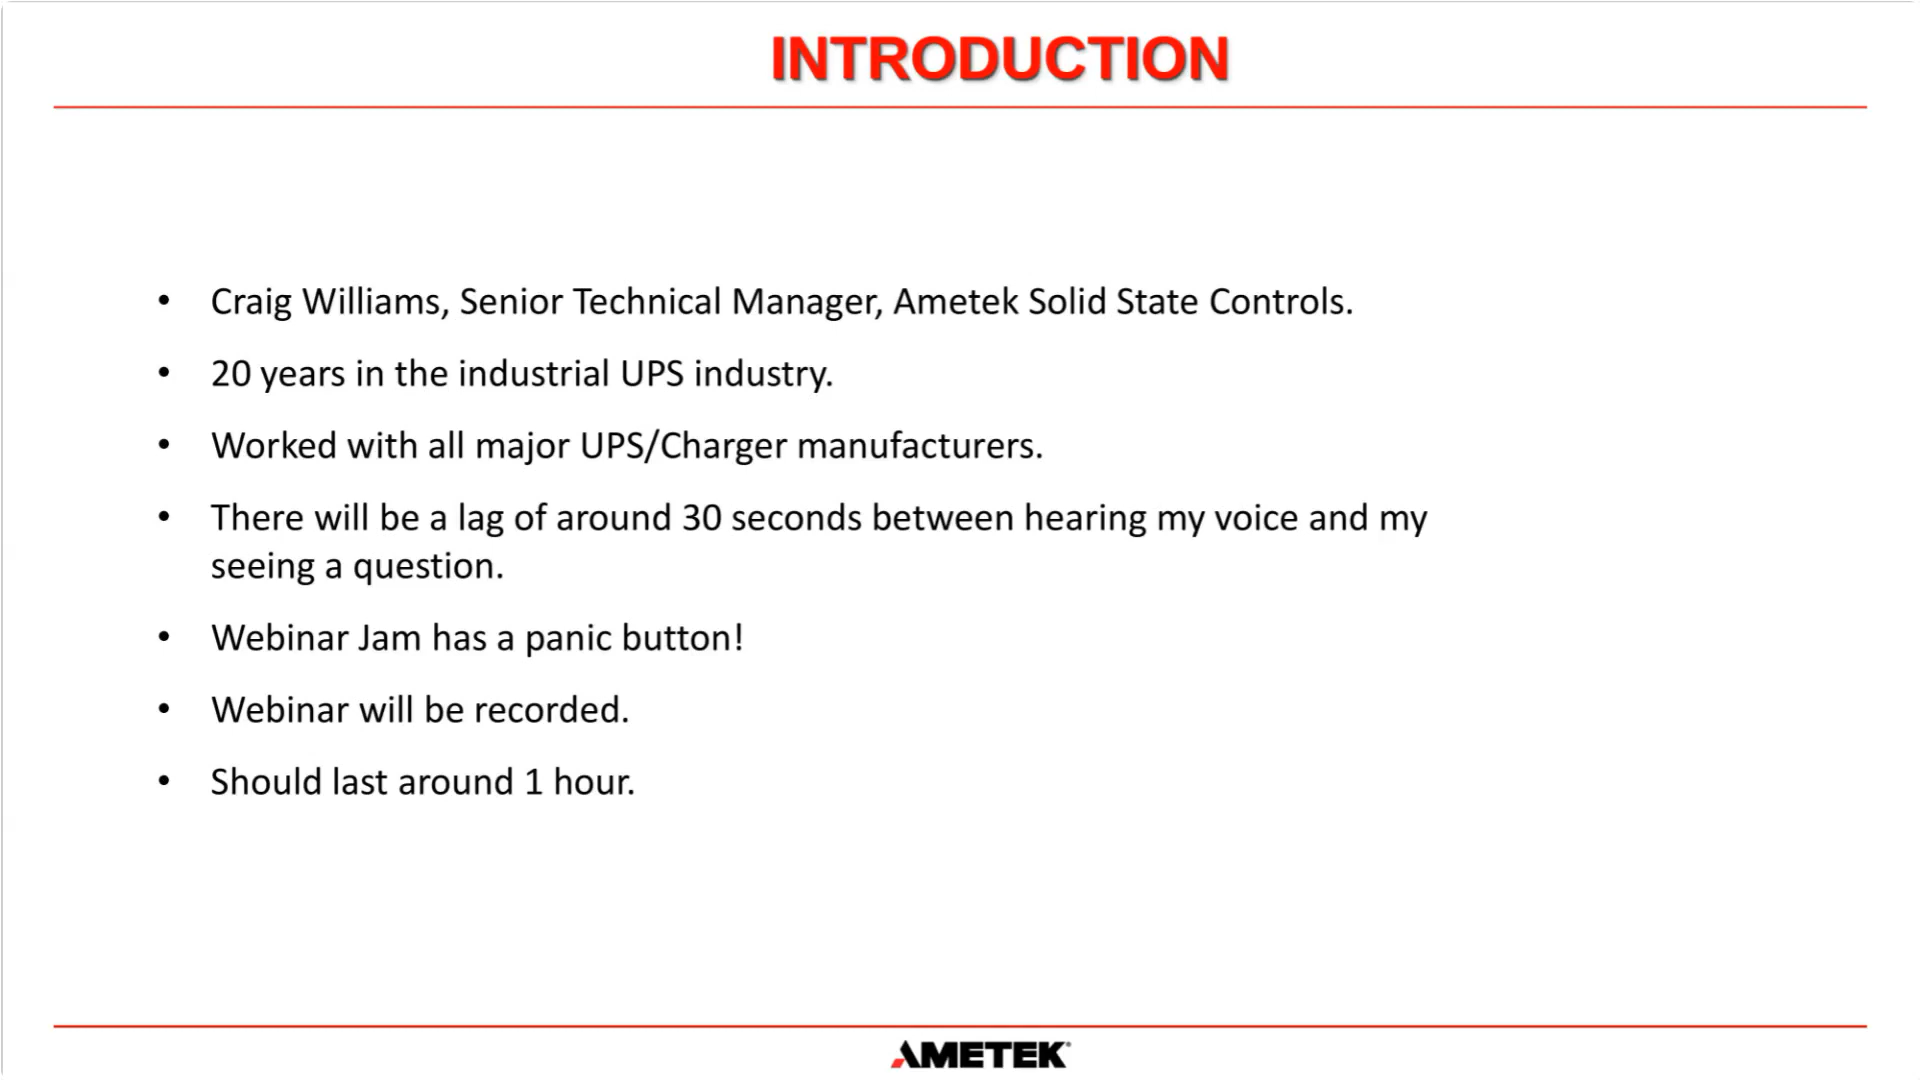 INTRODUCTION
• Craig Williams, Senior Technical Manager, Ametek Solid State Controls.
• 20 years in the industrial UPS industry.
• Worked with all major UPS/Charger manufacturers.
• There will be a lag of around 30 seconds between hearing my voice and my
seeing a question.
• Webinar Jam has a panic button!
• Webinar will be recorded.
• Should last around 1 hour.
AMETEK®